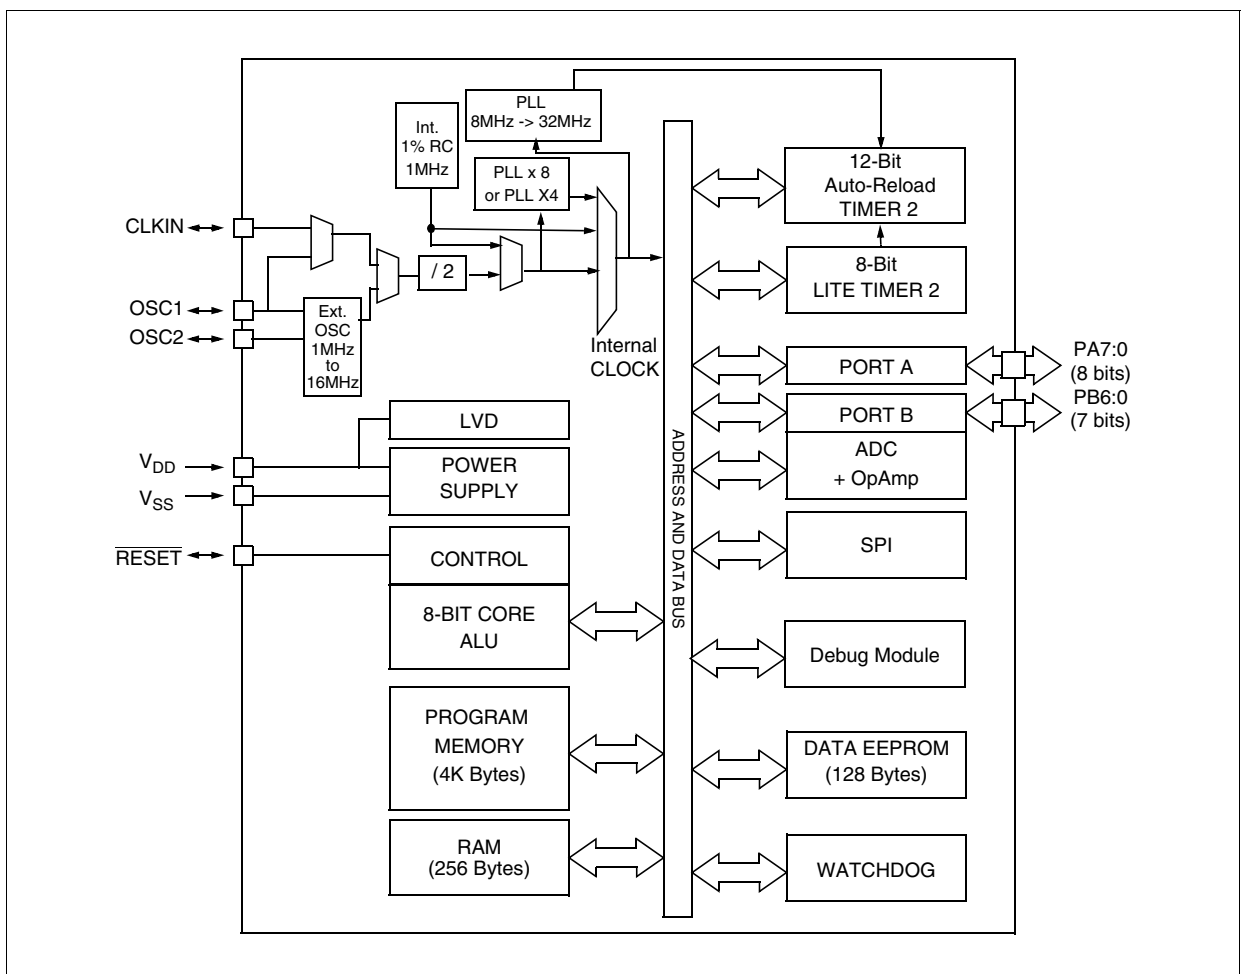 PLL
8MHz -> 32MHz
Int.
1% RC
1MHz
PLL x 8
or PLL X4
12-Bit
Auto-Reload
TIMER 2
CLKIN
/ 2
8-Bit
LITE TIMER 2
OSC1
OSC2
Ext.
OSC
1MHz
to
16MHz
Internal
CLOCK
PORT A
PA7:0
(8 bits)
PORT B
PB6:0
(7 bits)
LVD
ADC
+ OpAmp
VDD
VSS
POWER
SUPPLY
ADDRESS AND DATA BUS
RESET
CONTROL
SPI
8-BIT CORE
ALU
Debug Module
PROGRAM
MEMORY
(4K Bytes)
DATA EEPROM
(128 Bytes)
RAM
(256 Bytes)
WATCHDOG